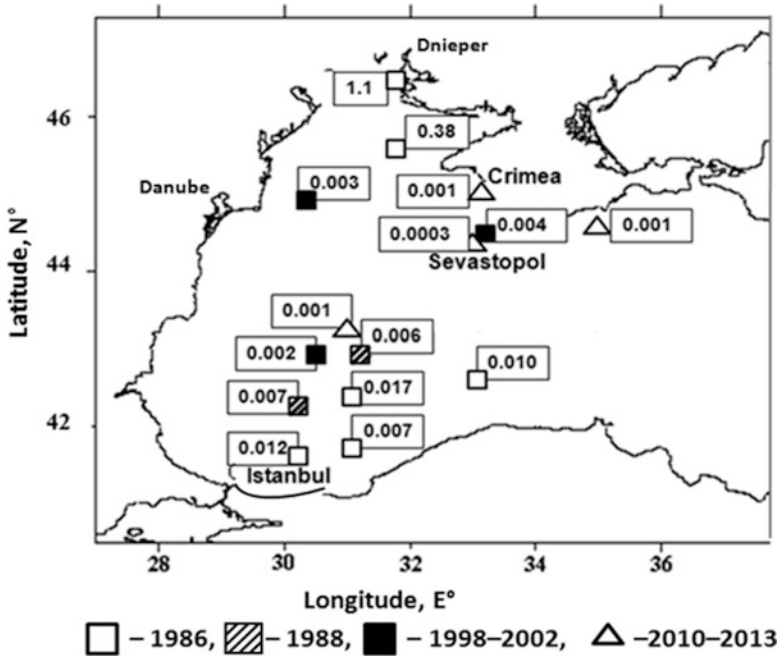 Dnieper
1.1
46
0.38
0.003
Crimea
Danube
0.001
0.004
0.001
0.0003
Sevastopol
44
Latitude, N°
0.001
0.006
0.002
0.010
0.017
0.007
42
0.007
0.012
Istanbul
28 30 32 34 36
Longitude, E°
– 1986, – 1988, – 1998–2002, –2010–2013